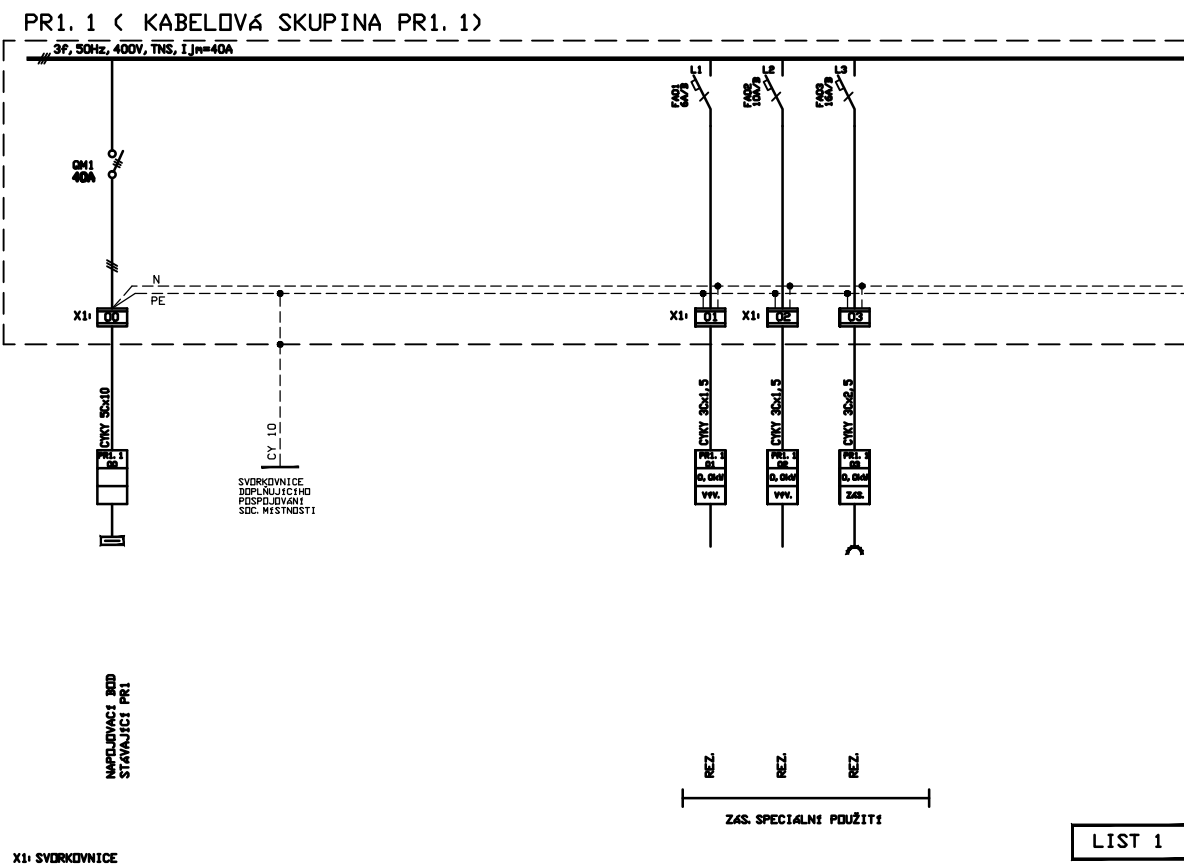 PR1.1 ( KABELOVÁ SKUPINA PR1.1)
3f, 50Hz, 400V, TNS, Ijm=40A
L1
L2
L3
FA01
6A/B
FA02
10A/B
FA03
16A/B
QM1
40A
N
PE
X1:
00
X1:
01
X1:
02
03
CYKY 5Cx10
CY 10
CYKY 3Cx1,5
CYKY 3Cx1,5
CYKY 3Cx2,5
PR1.1
00
PR1.1
01
0,0kW
VÝV.
PR1.1
02
0,0kW
VÝV.
PR1.1
03
0,0kW
ZÁS.
SVORKOVNICE
DOPLŇUJÍCÍHO
POSPOJOVÁNÍ
SOC. MÍSTNOSTI
NAPOJOVACÍ BOD
STÁVAJÍCÍ PR1
REZ.
REZ.
REZ.
ZÁS. SPECIÁLNÍ POUŽITÍ
LIST 1
X1: SVORKOVNICE